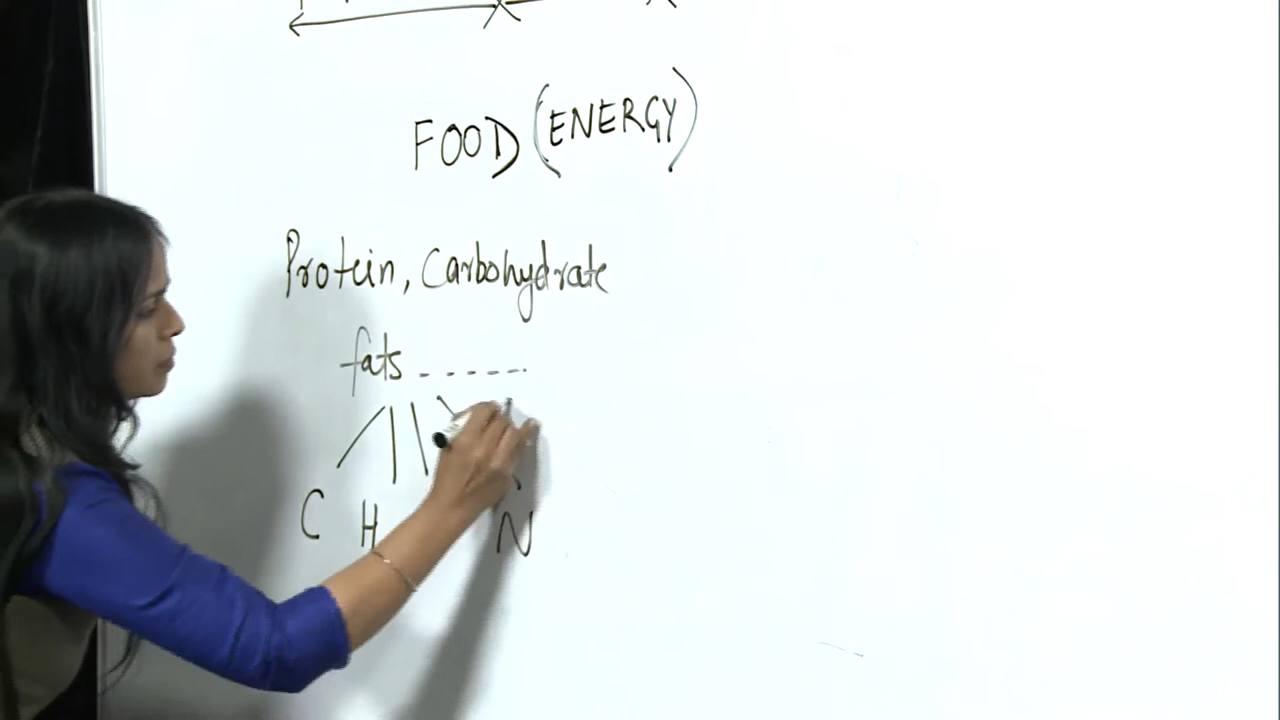 FOOD (ENERGY)
Protein, Carbohydrate
fats ------
C H N